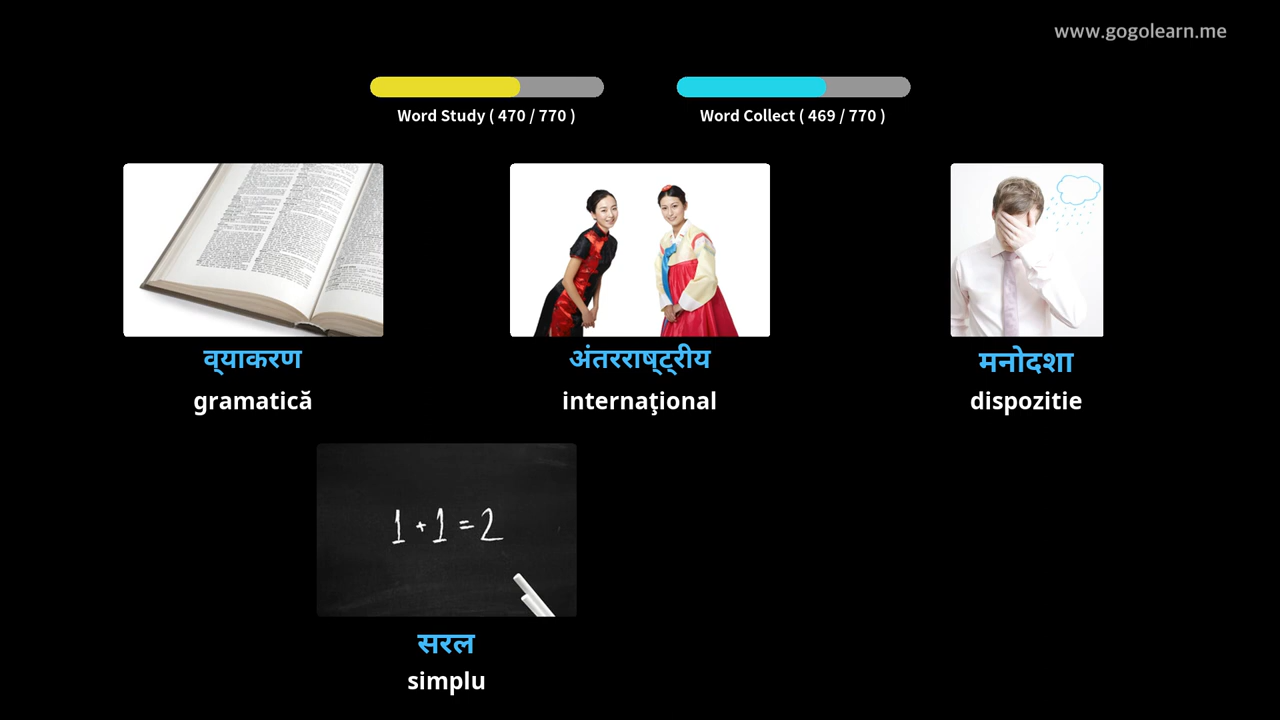 www.gogolearn.me
Word Study ( 470 / 770 )
Word Collect ( 469 / 770 )
व्याकरण
अंतरराष्ट्रीय
मनोदशा
gramatică
internaţional
dispozitie
1 + 1 = 2
सरल
simplu